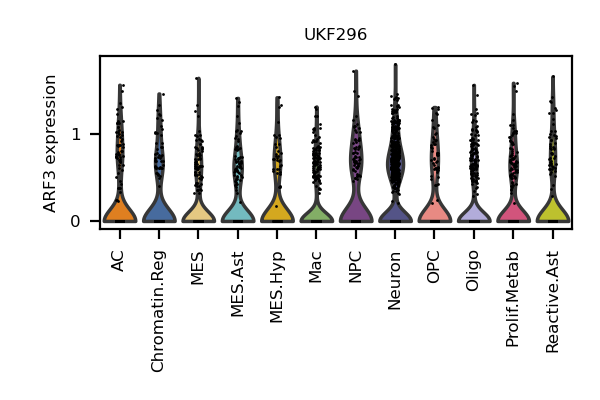 UKF296
ARF3 expression
1
0
AC
Chromatin.Reg
MES
MES.Ast
MES.Hyp
Mac
NPC
Neuron
OPC
Oligo
Prolif.Metab
Reactive.Ast